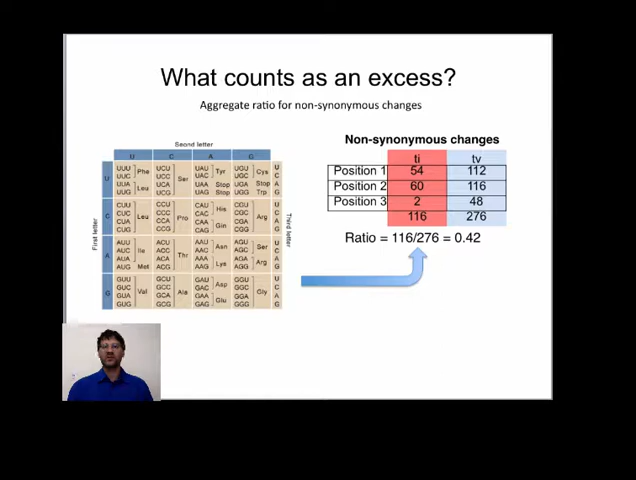 What counts as an excess?
Aggregate ratio for non-synonymous changes
Seond letter
U C A G
First letter
Third letter
U
UUU
UUC
UUA
UUG
Phe
Leu
UCU
UCC
UCA
UCG
Ser
UAU
UAC
UAA Stop
UAG Stop
Tyr
UGU
UGC
UGA Stop
UGG Trp
Cys
U
C
A
G
C
CUU
CUC
CUA
CUG
Leu
CCU
CCC
CCA
CCG
Pro
CAU
CAC
CAA
CAG
His
Gln
CGU
CGC
CGA
CGG
Arg
U
C
A
G
A
AUU
AUC
AUA
AUG Met
Ile
ACU
ACC
ACA
ACG
Thr
AAU
AAC
AAA
AAG
Asn
Lys
AGU
AGC
AGA
AGG
Ser
Arg
U
C
A
G
G
GUU
GUC
GUA
GUG
Val
GCU
GCC
GCA
GCG
Ala
GAU
GAC
GAA
GAG
Asp
Glu
GGU
GGC
GGA
GGG
Gly
U
C
A
G
Non-synonymous changes
ti tv
Position 1 54 112
Position 2 60 116
Position 3 2 48
116 276
Ratio = 116/276 = 0.42